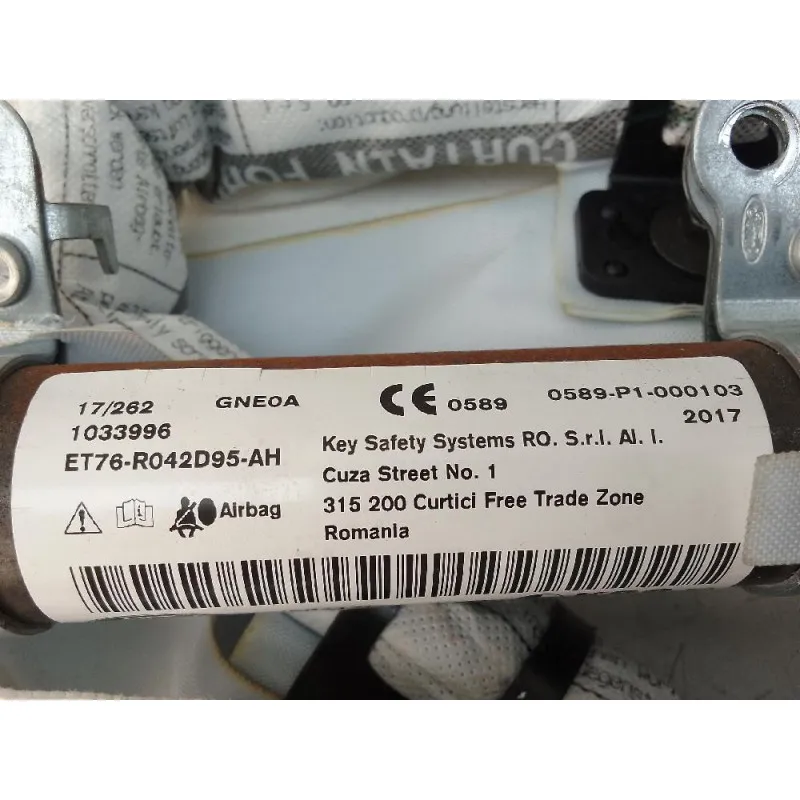 CURTAIN FOR
17/262 GNE0A CE 0589 0589-P1-000103
1033996 2017
ET76-R042D95-AH Key Safety Systems RO. S.r.l. Al. I.
Cuza Street No. 1
Airbag 315 200 Curtici Free Trade Zone
Romania